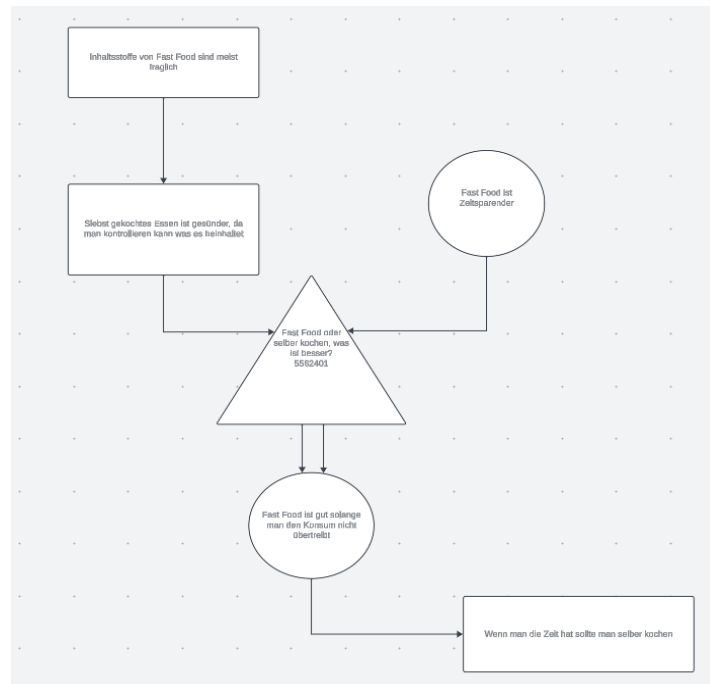 Inhaltsstoffe von Fast Food sind meist
fraglich
Fast Food ist
Zeitsparender
Slebst gekochtes Essen ist gesünder, da
man kontrollieren kann was es beinhaltet
Fast Food oder
selber kochen, was
ist besser?
5582401
Fast Food ist gut solange
man den Konsum nicht
übertreibt
Wenn man die Zeit hat sollte man selber kochen